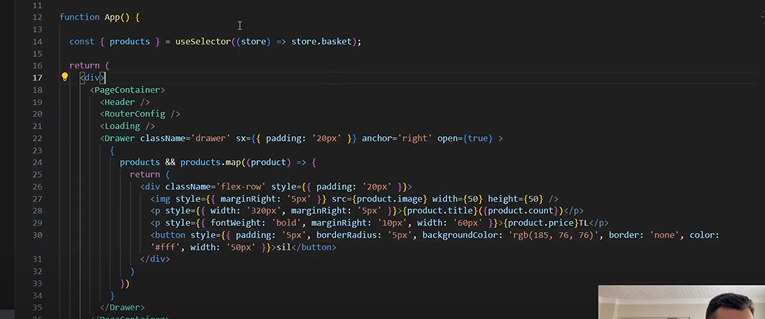 11
12 function App() {
13
14 const { products } = useSelector((store) => store.basket);
15
16 return (
17 <div>
18 <PageContainer>
19 <Header />
20 <RouterConfig />
21 <Loading />
22 <Drawer className='drawer' sx={{ padding: '20px' }} anchor='right' open={true} >
23 {
24 products && products.map((product) => {
25 return (
26 <div className='flex-row' style={{ padding: '20px' }}>
27 <img style={{ marginRight: '5px' }} src={product.image} width={50} height={50} />
28 <p style={{ width: '320px', marginRight: '5px' }}>{product.title}({product.count})</p>
29 <p style={{ fontWeight: 'bold', marginRight: '10px', width: '60px' }}>{product.price}TL</p>
30 <button style={{ padding: '5px', borderRadius: '5px', backgroundColor: 'rgb(185, 76, 76)', border: 'none', color:
'#fff', width: '50px' }}>sil</button>
31 </div>
32 )
33 })
34 }
35 </Drawer>